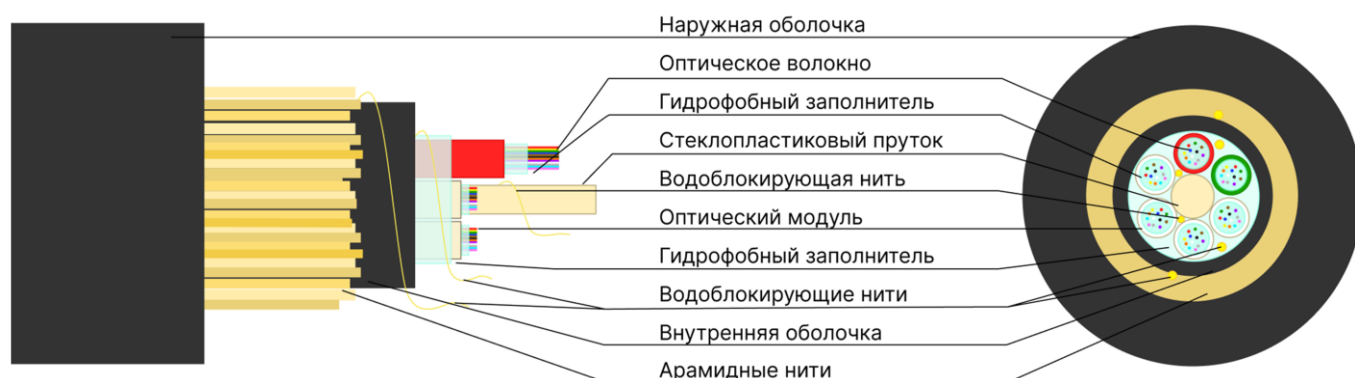 Наружная оболочка
Оптическое волокно
Гидрофобный заполнитель
Стеклопластиковый пруток
Водоблокирующая нить
Оптический модуль
Гидрофобный заполнитель
Водоблокирующие нити
Внутренняя оболочка
Арамидные нити